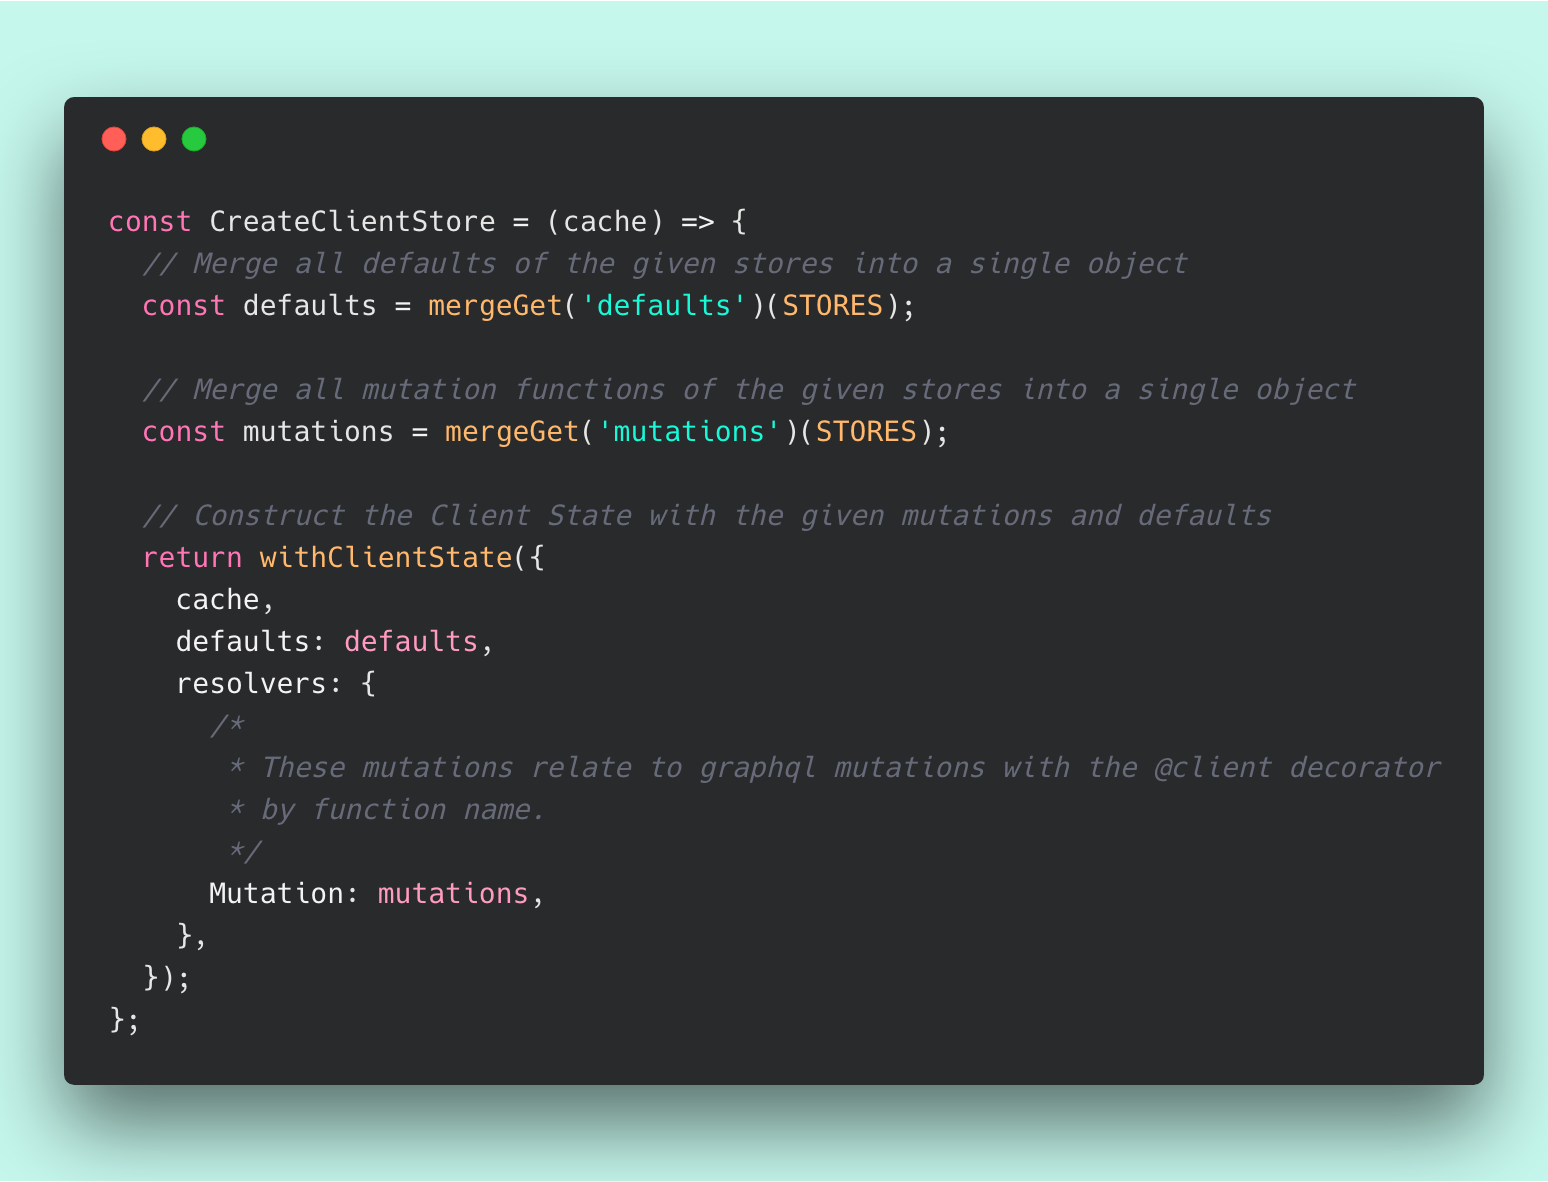 const CreateClientStore = (cache) => {
  // Merge all defaults of the given stores into a single object
  const defaults = mergeGet('defaults')(STORES);

  // Merge all mutation functions of the given stores into a single object
  const mutations = mergeGet('mutations')(STORES);

  // Construct the Client State with the given mutations and defaults
  return withClientState({
    cache,
    defaults: defaults,
    resolvers: {
      /*
       * These mutations relate to graphql mutations with the @client decorator
       * by function name.
       */
      Mutation: mutations,
    },
  });
};